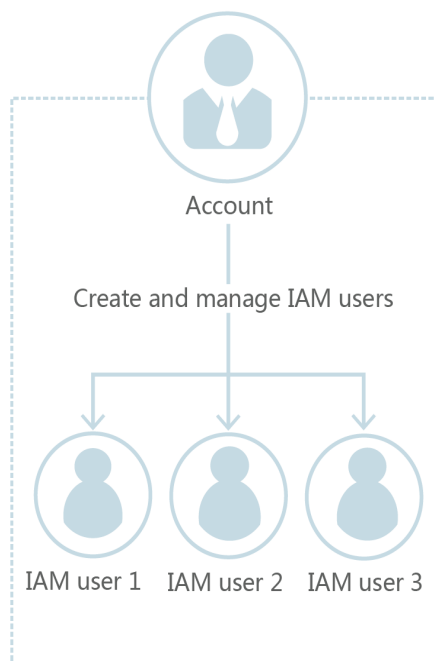 Account
Create and manage IAM users
IAM user 1
IAM user 2
IAM user 3